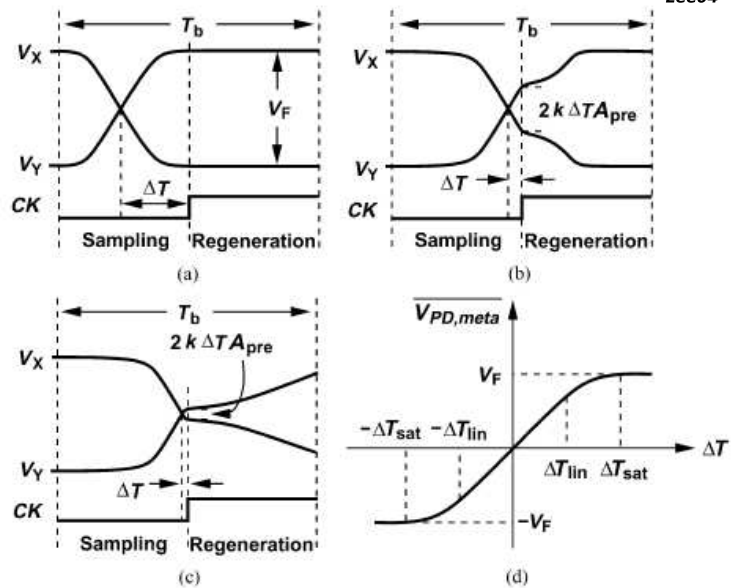 T_b
T_b
V_X
V_F
V_Y
ΔT
CK
Sampling Regeneration
(a)
V_X
2 k ΔT A_pre
V_Y
ΔT
CK
Sampling Regeneration
(b)
T_b
V_X
2 k ΔT A_pre
V_Y
ΔT
CK
Sampling Regeneration
(c)
V_PD,meta
V_F
−ΔT_sat −ΔT_lin
ΔT
ΔT_lin ΔT_sat
−V_F
(d)